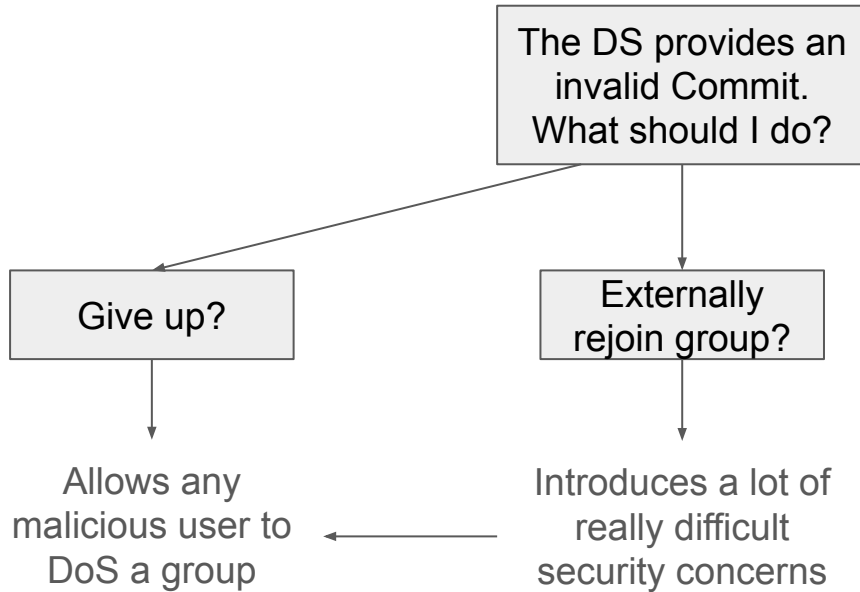 The DS provides an
invalid Commit.
What should I do?
Give up?
Externally
rejoin group?
Allows any
malicious user to
DoS a group
Introduces a lot of
really difficult
security concerns